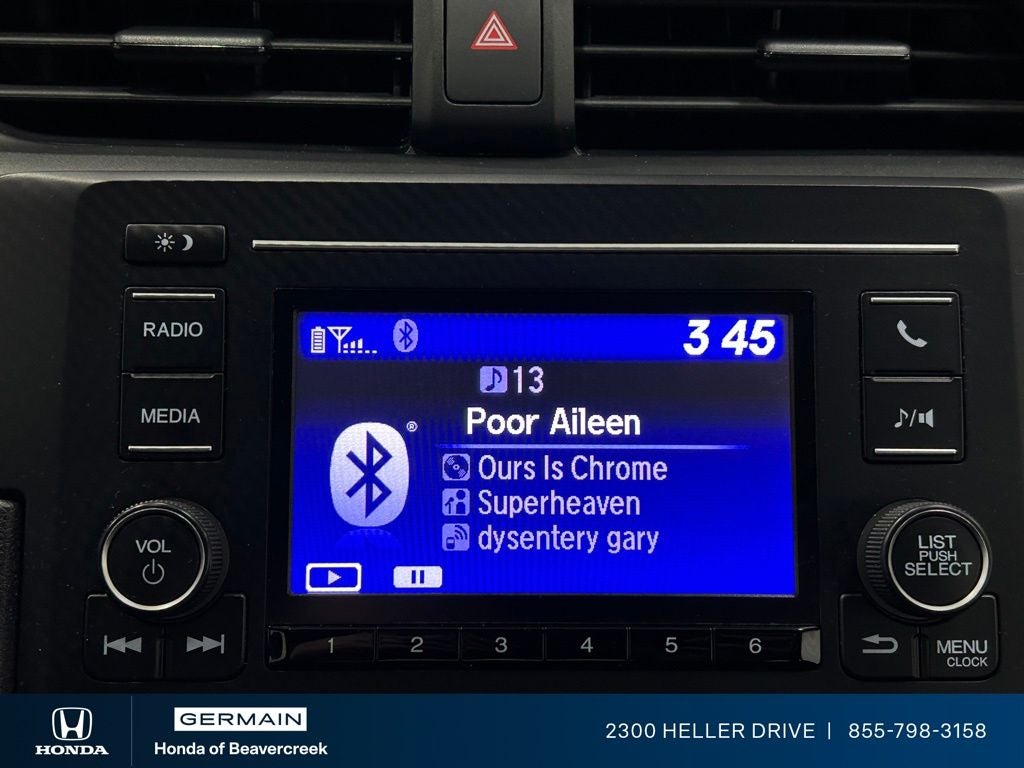 RADIO
MEDIA
VOL
3 45
13
Poor Aileen
®
Ours Is Chrome
Superheaven
dysentery gary
LIST
PUSH
SELECT
1 2 3 4 5 6
MENU
CLOCK
HONDA
GERMAIN
Honda of Beavercreek
2300 HELLER DRIVE | 855-798-3158